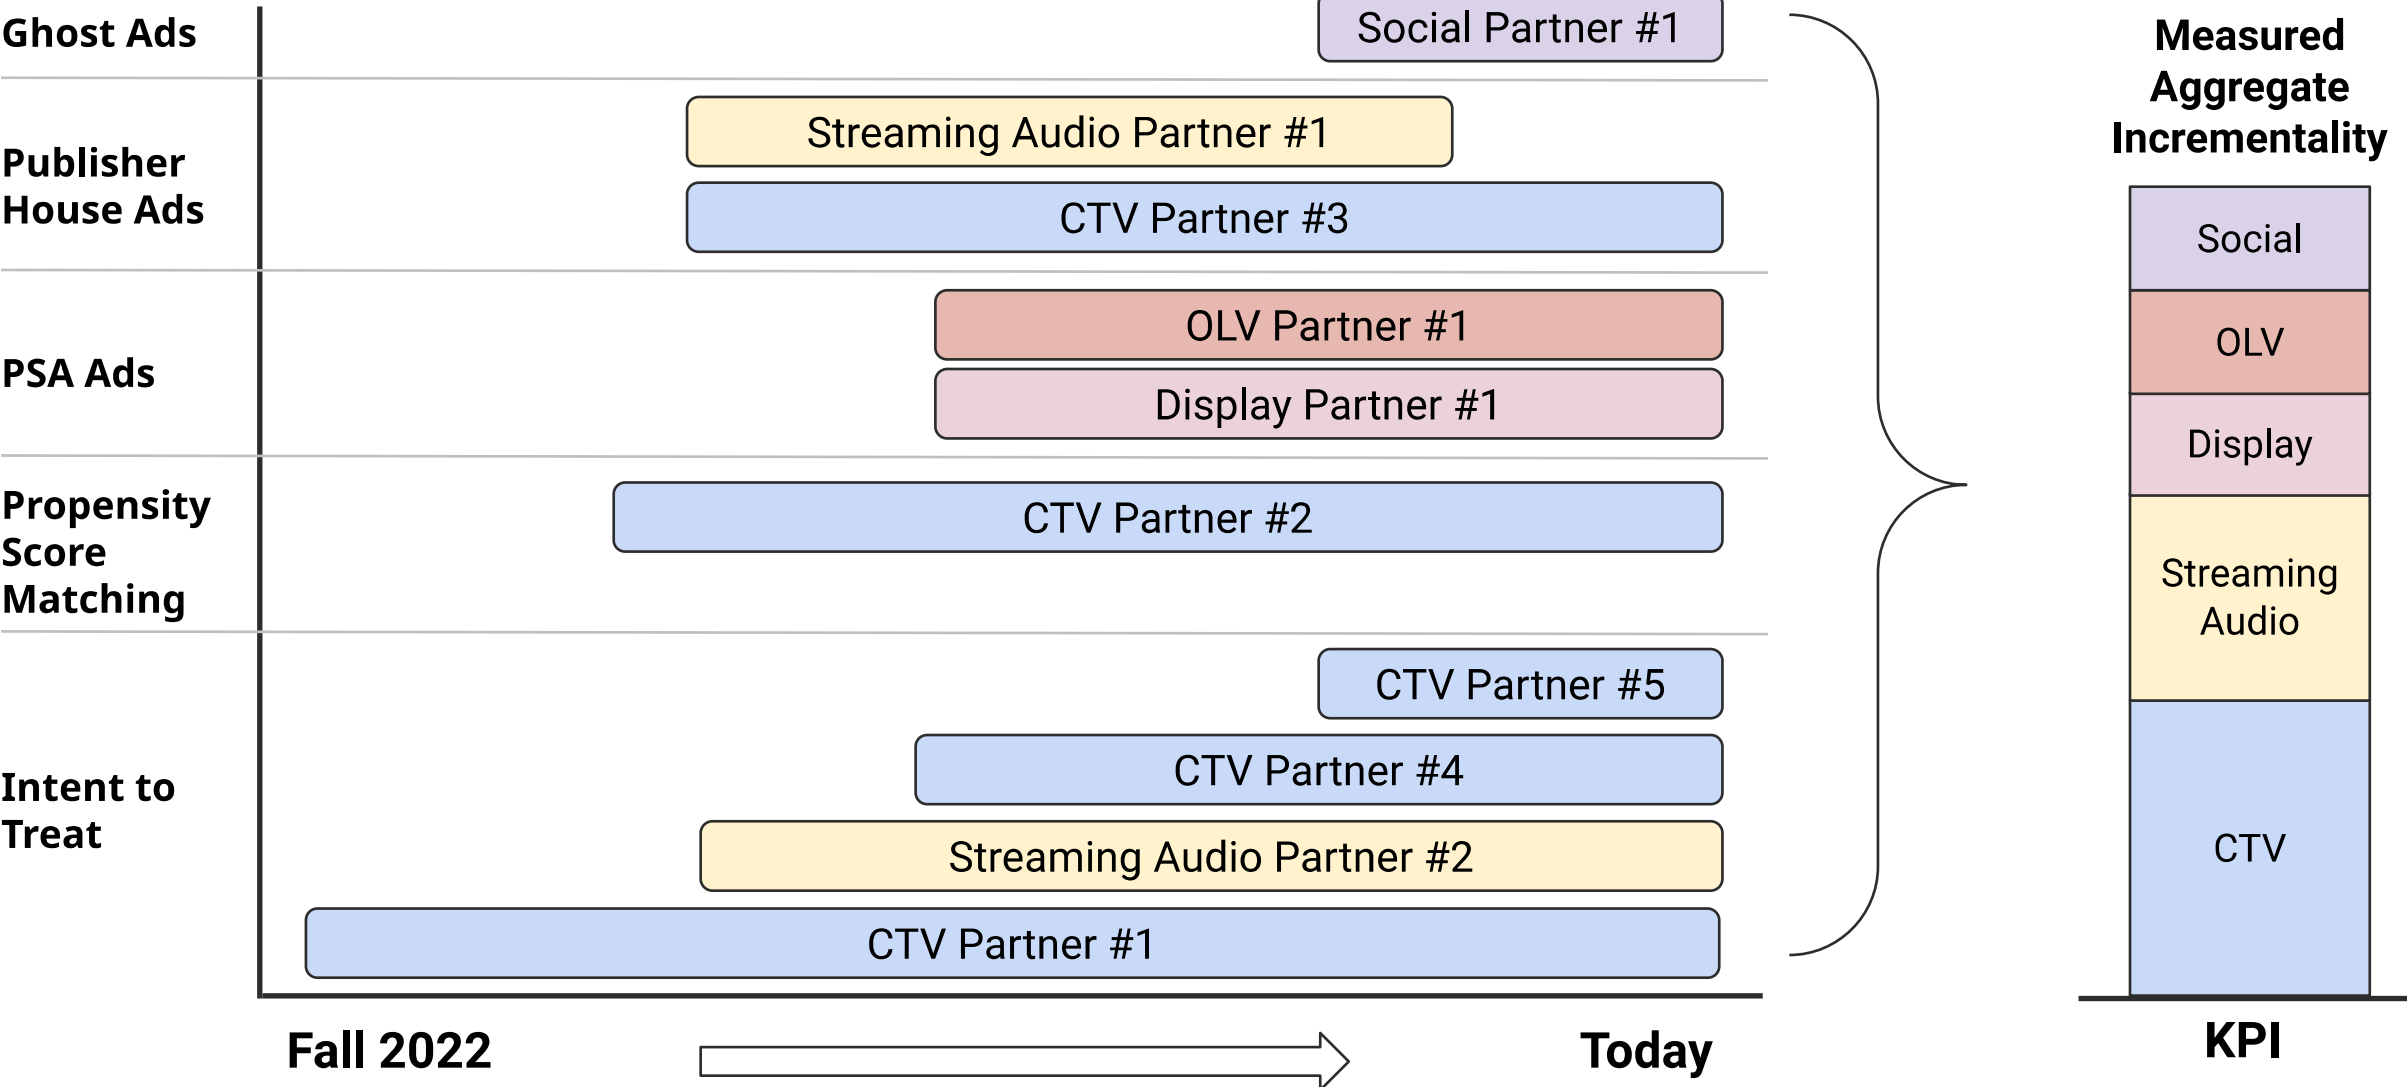 Ghost Ads
Social Partner #1
Publisher
House Ads
Streaming Audio Partner #1
CTV Partner #3
PSA Ads
OLV Partner #1
Display Partner #1
Propensity
Score
Matching
CTV Partner #2
Intent to
Treat
CTV Partner #5
CTV Partner #4
Streaming Audio Partner #2
CTV Partner #1
Fall 2022
Today
Measured
Aggregate
Incrementality
Social
OLV
Display
Streaming
Audio
CTV
KPI